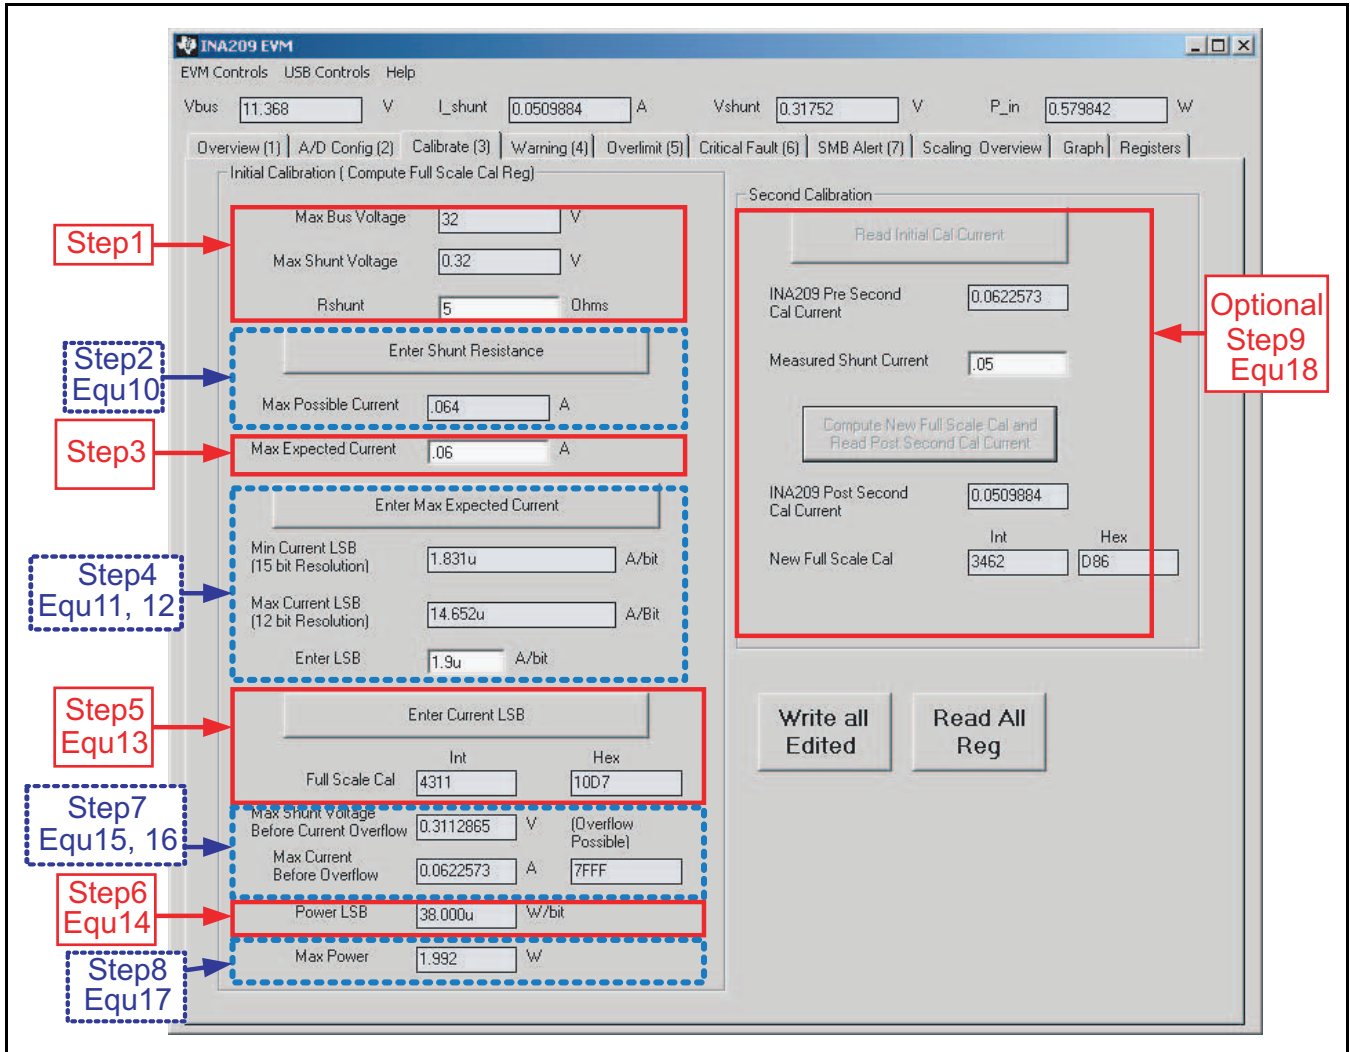 INA209 EVM
EVM Controls USB Controls Help
Vbus 11.368 V I_shunt 0.0509884 A Vshunt 0.31752 V P_in 0.579842 W
Overview (1) A/D Config (2) Calibrate (3) Warning (4) Overlimit (5) Critical Fault (6) SMB Alert (7) Scaling Overview Graph Registers
Initial Calibration ( Compute Full Scale Cal Reg)
Step1
Max Bus Voltage 32 V
Max Shunt Voltage 0.32 V
Rshunt 5 Ohms
Step2
Equ10
Enter Shunt Resistance
Max Possible Current .064 A
Step3
Max Expected Current .06 A
Enter Max Expected Current
Step4
Equ11, 12
Min Current LSB
(15 bit Resolution) 1.831u A/bit
Max Current LSB
(12 bit Resolution) 14.652u A/Bit
Enter LSB 1.9u A/bit
Step5
Equ13
Enter Current LSB
Int Hex
Full Scale Cal 4311 10D7
Step7
Equ15, 16
Max Shunt Voltage
Before Current Overflow 0.3112865 V (Overflow
Possible)
Max Current
Before Overflow 0.0622573 A 7FFF
Step6
Equ14
Power LSB 38.000u W/bit
Step8
Equ17
Max Power 1.992 W
Second Calibration
Read Initial Cal Current
INA209 Pre Second
Cal Current 0.0622573
Measured Shunt Current .05
Compute New Full Scale Cal and
Read Post Second Cal Current
INA209 Post Second
Cal Current 0.0509884
Int Hex
New Full Scale Cal 3462 D86
Optional
Step9
Equ18
Write all
Edited
Read All
Reg